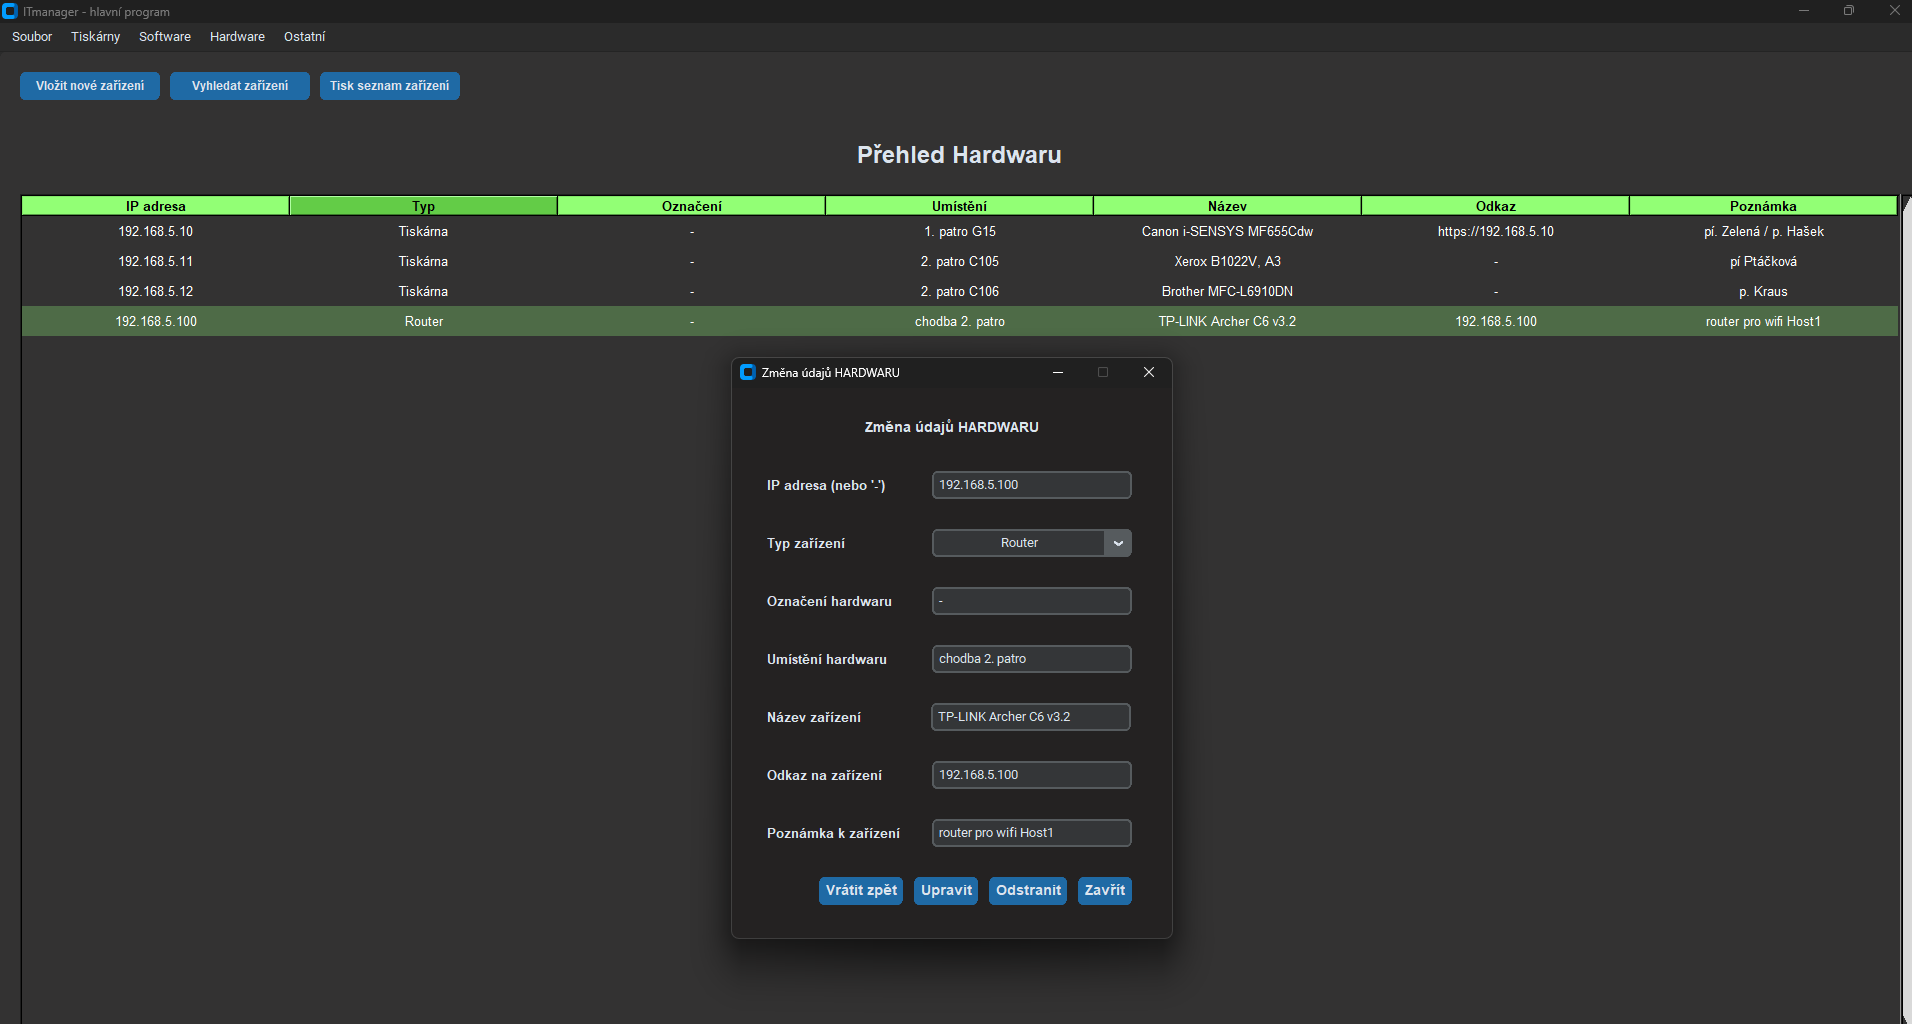 ITmanager - hlavní program
Soubor Tiskárny Software Hardware Ostatní
Vložit nové zařízení Vyhledat zařízení Tisk seznam zařízení
Přehled Hardwaru
IP adresa Typ Označení Umístění Název Odkaz Poznámka
192.168.5.10 Tiskárna - 1. patro G15 Canon i-SENSYS MF655Cdw https://192.168.5.10 pí. Zelená / p. Hašek
192.168.5.11 Tiskárna - 2. patro C105 Xerox B1022V, A3 - pí Ptáčková
192.168.5.12 Tiskárna - 2. patro C106 Brother MFC-L6910DN - p. Kraus
192.168.5.100 Router - chodba 2. patro TP-LINK Archer C6 v3.2 192.168.5.100 router pro wifi Host1
Změna údajů HARDWARU
Změna údajů HARDWARU
IP adresa (nebo '-') 192.168.5.100
Typ zařízení Router
Označení hardwaru -
Umístění hardwaru chodba 2. patro
Název zařízení TP-LINK Archer C6 v3.2
Odkaz na zařízení 192.168.5.100
Poznámka k zařízení router pro wifi Host1
Vrátit zpět Upravit Odstranit Zavřít